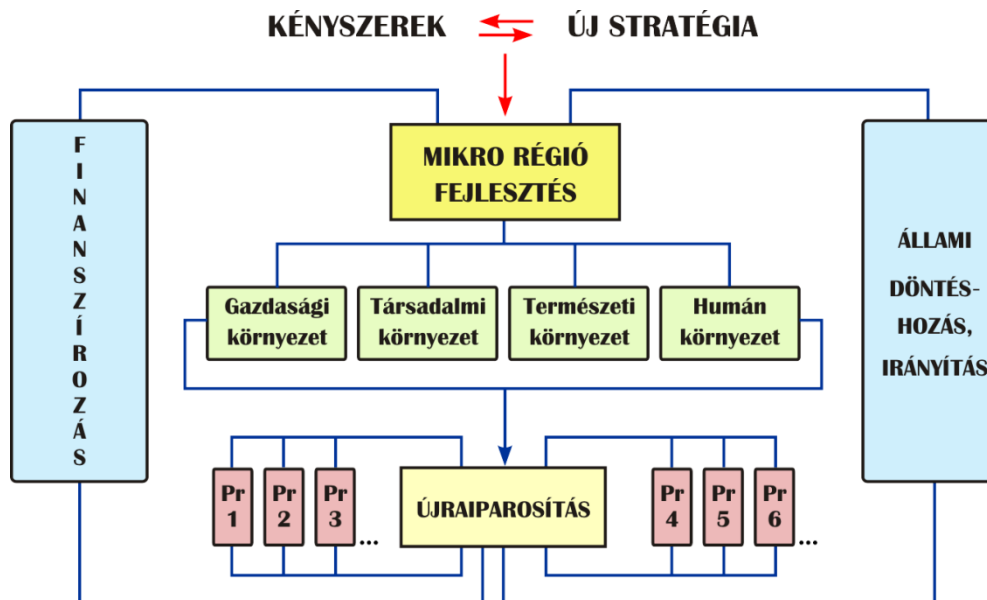 KÉNYSZEREK ÚJ STRATÉGIA
FINANSZÍROZÁS
MIKRO RÉGIÓ
FEJLESZTÉS
ÁLLAMI
DÖNTÉS-
HOZÁS,
IRÁNYÍTÁS
Gazdasági
környezet
Társadalmi
környezet
Természeti
környezet
Humán
környezet
Pr
1
Pr
2
Pr
3
...
ÚJRAIPAROSÍTÁS
Pr
4
Pr
5
Pr
6
...